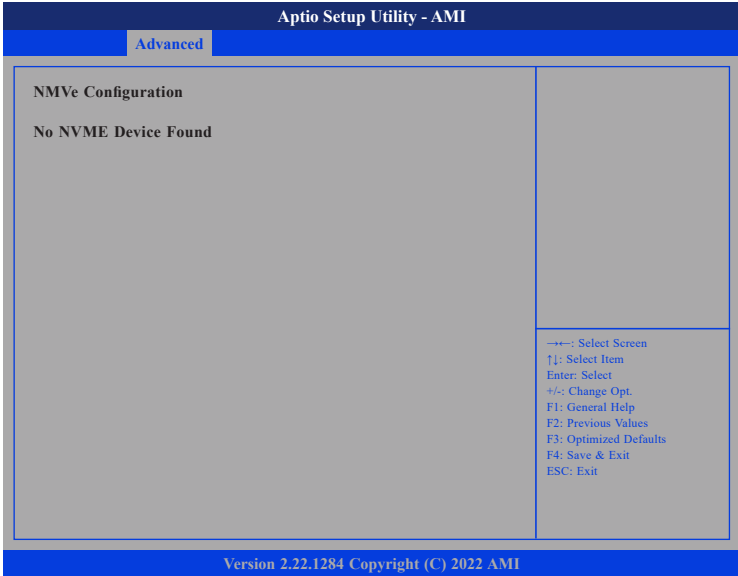 Aptio Setup Utility - AMI
Advanced
NMVe Configuration
No NVME Device Found
→←: Select Screen
↑↓: Select Item
Enter: Select
+/-: Change Opt.
F1: General Help
F2: Previous Values
F3: Optimized Defaults
F4: Save & Exit
ESC: Exit
Version 2.22.1284 Copyright (C) 2022 AMI